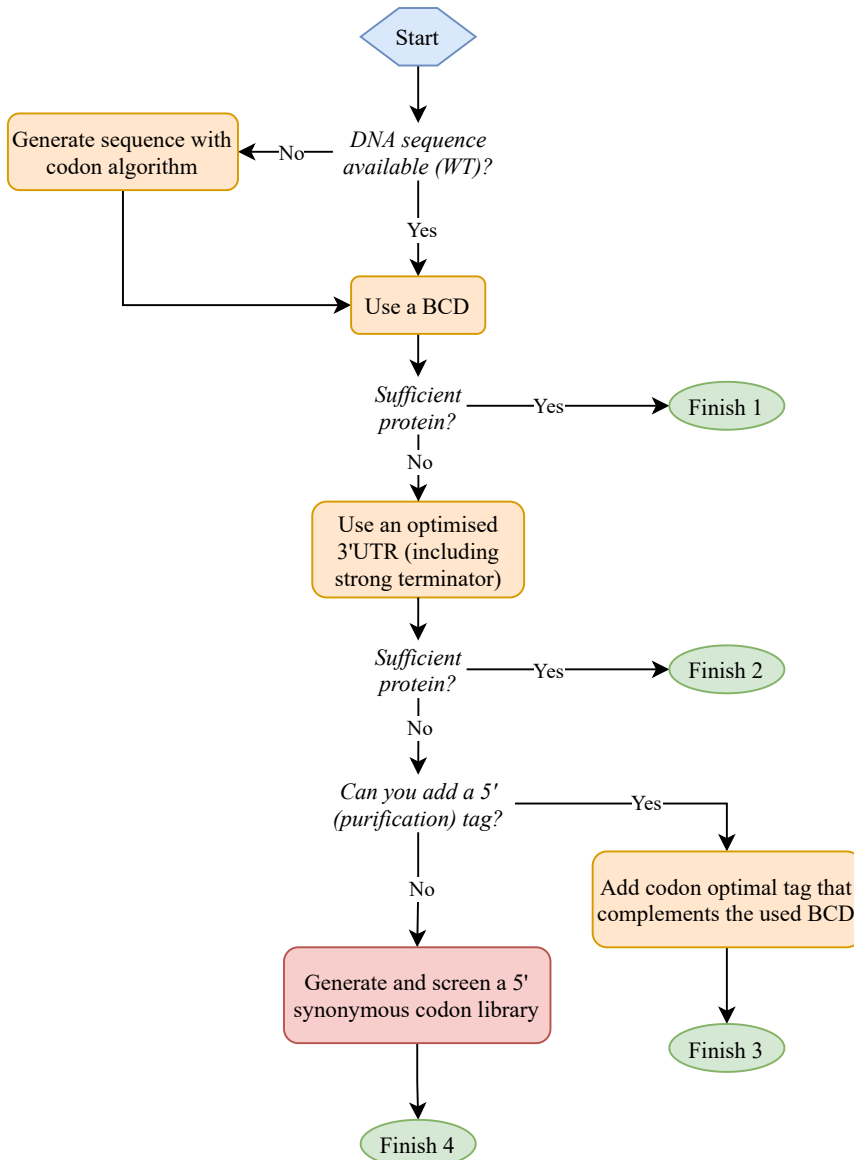 Start
DNA sequence
available (WT)?
No
Generate sequence with
codon algorithm
Yes
Use a BCD
Sufficient
protein?
Yes
Finish 1
No
Use an optimised
3'UTR (including
strong terminator)
Sufficient
protein?
Yes
Finish 2
No
Can you add a 5'
(purification) tag?
Yes
Add codon optimal tag that
complements the used BCD
No
Generate and screen a 5'
synonymous codon library
Finish 3
Finish 4